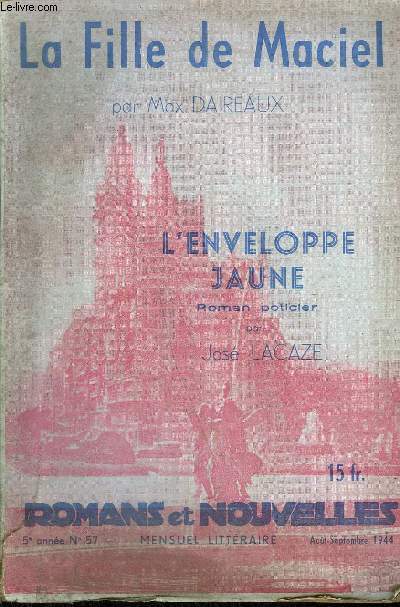 Le-livre.com
La Fille de Maciel
par Max DAIREAUX
L'ENVELOPPE
JAUNE
Roman policier
par
José LACAZE
15 fr.
ROMANS et NOUVELLES
5e année N° 57 MENSUEL LITTÉRAIRE Août-Septembre 1944